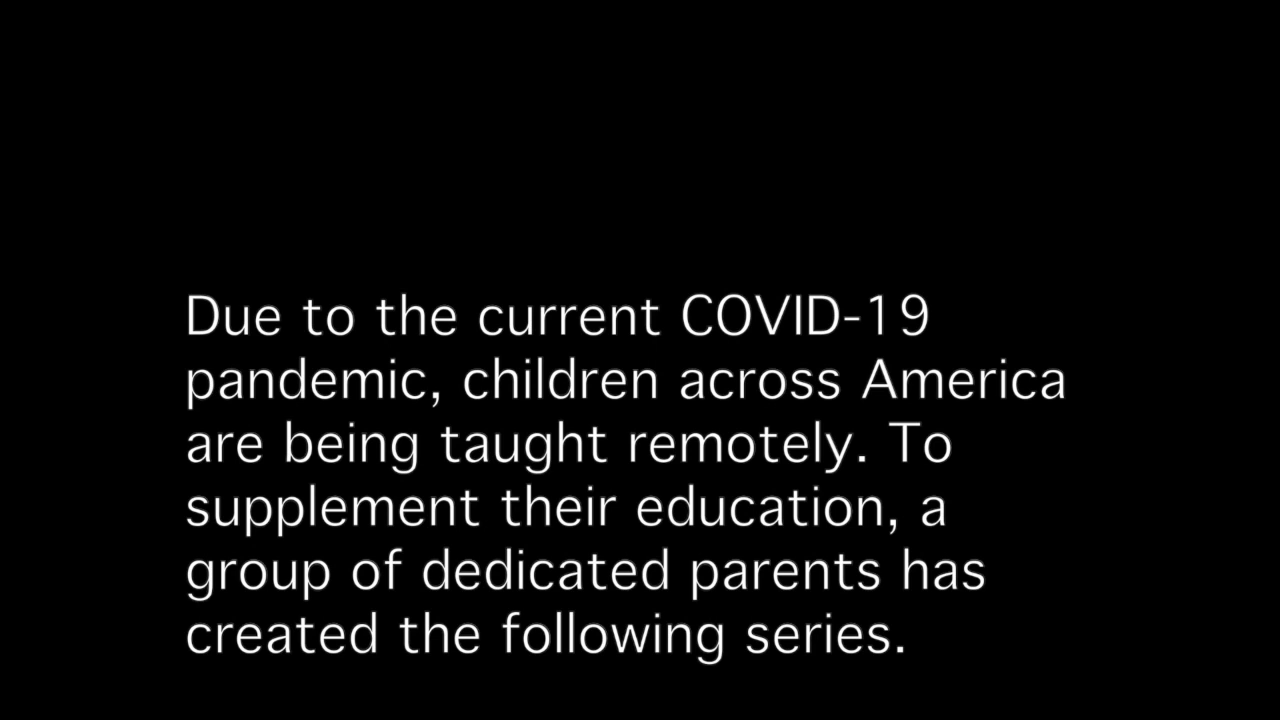 Due to the current COVID-19
pandemic, children across America
are being taught remotely. To
supplement their education, a
group of dedicated parents has
created the following series.